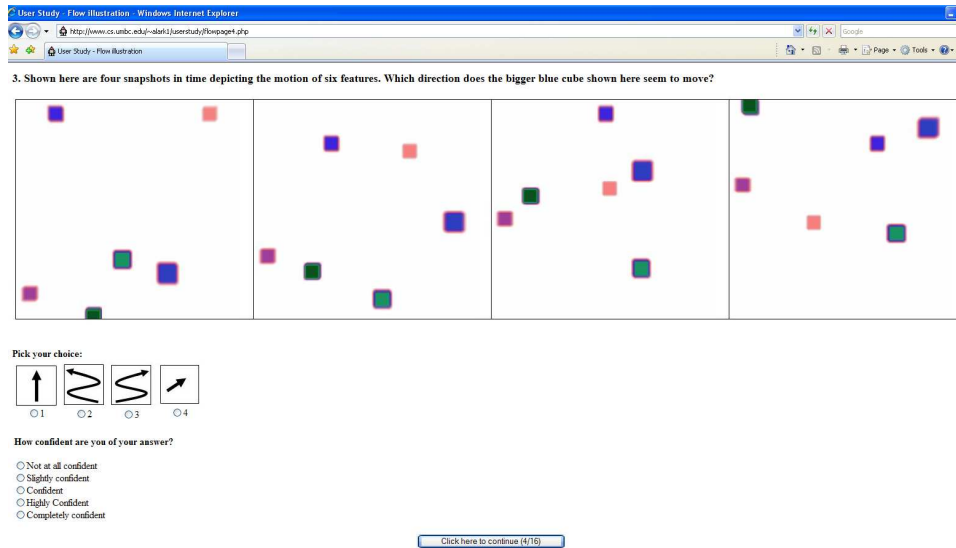 User Study - Flow illustration - Windows Internet Explorer
http://www.cs.umbc.edu/~alark1/userstudy/flowpage4.php
Google
User Study - Flow illustration
Page
Tools
3. Shown here are four snapshots in time depicting the motion of six features. Which direction does the bigger blue cube shown here seem to move?
Pick your choice:
1 2 3 4
How confident are you of your answer?
Not at all confident
Slightly confident
Confident
Highly Confident
Completely confident
Click here to continue (4/16)